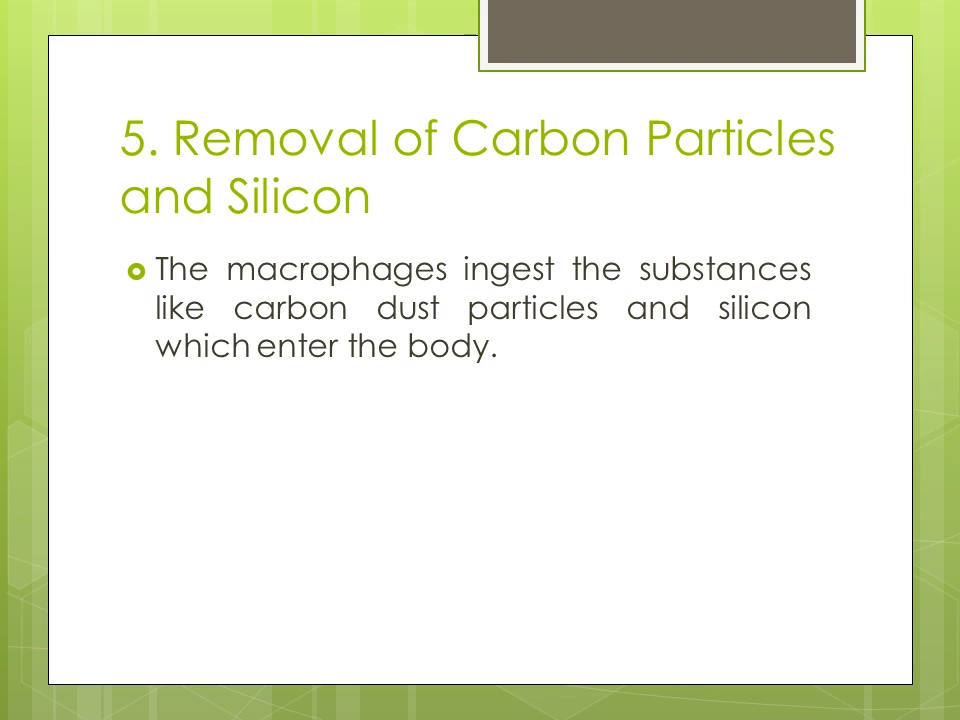 5. Removal of Carbon Particles
and Silicon
The macrophages ingest the substances
like carbon dust particles and silicon
which enter the body.